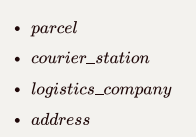 • parcel
• courier_station
• logistics_company
• address